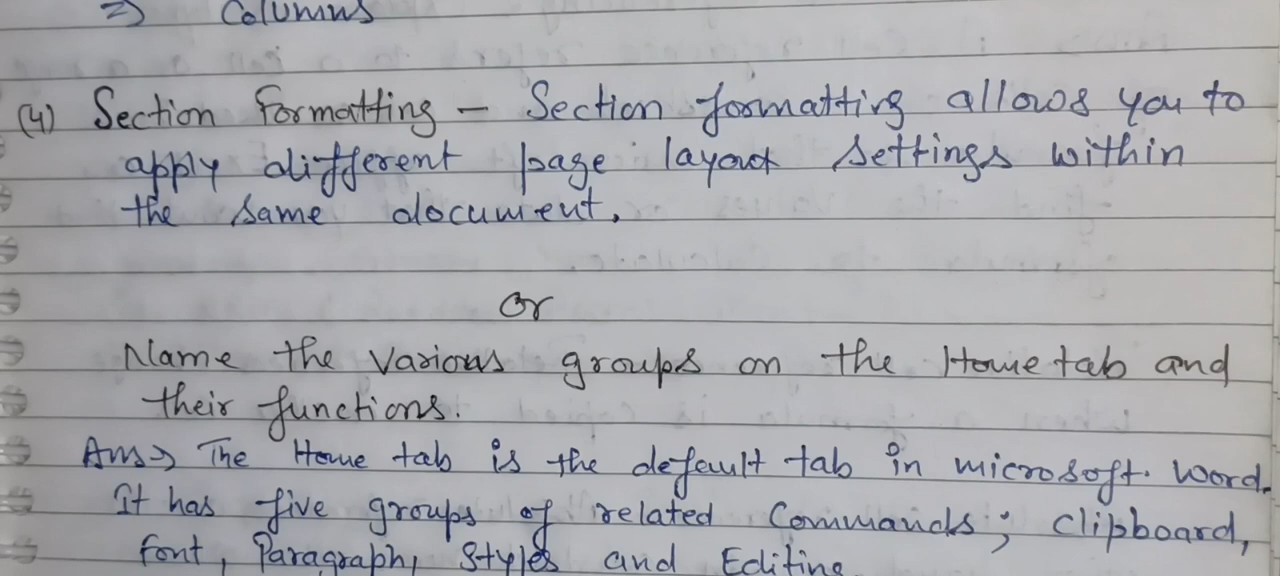 2) Columns
(4) Section Formatting - Section formatting allows you to
apply different page layout settings within
the same document.
or
Name the various groups on the Home tab and
their functions.
Ans→ The Home tab is the default tab in microsoft. Word.
It has five groups of related Commands; Clipboard,
Font, Paragraph, Styles and Editing